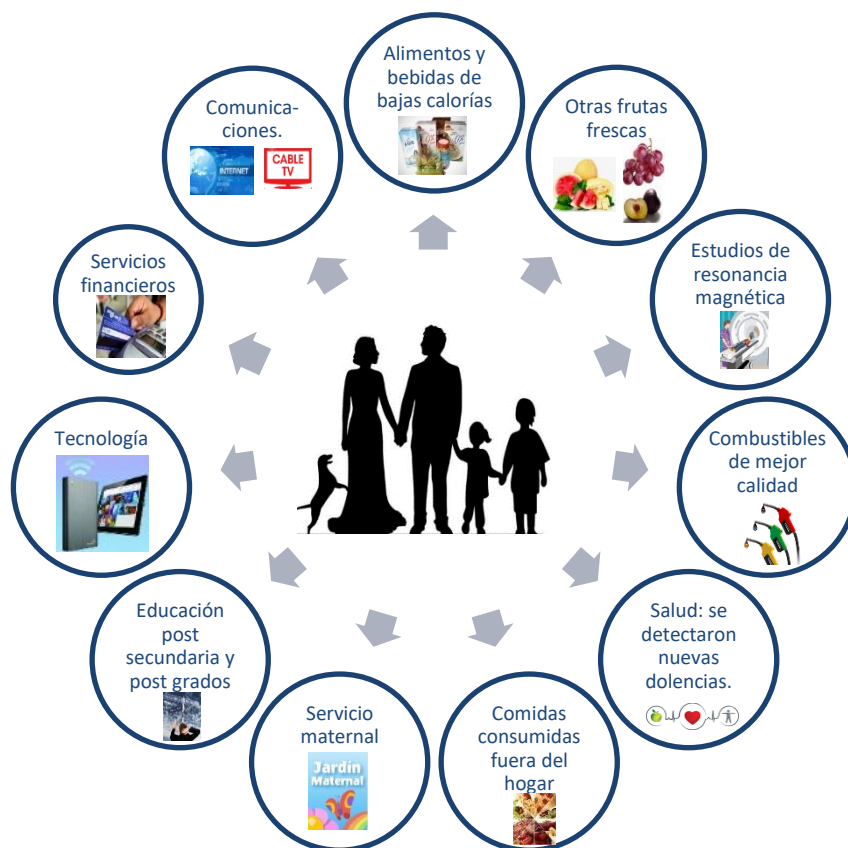 Alimentos y
bebidas de
bajas calorías
Otras frutas
frescas
Estudios de
resonancia
magnética
Combustibles
de mejor
calidad
Salud: se
detectaron
nuevas
dolencias.
Comidas
consumidas
fuera del
hogar
Servicio
maternal
Jardín
Maternal
Educación
post
secundaria y
post grados
Tecnología
Servicios
financieros
Comunica-
ciones.
INTERNET
CABLE
TV